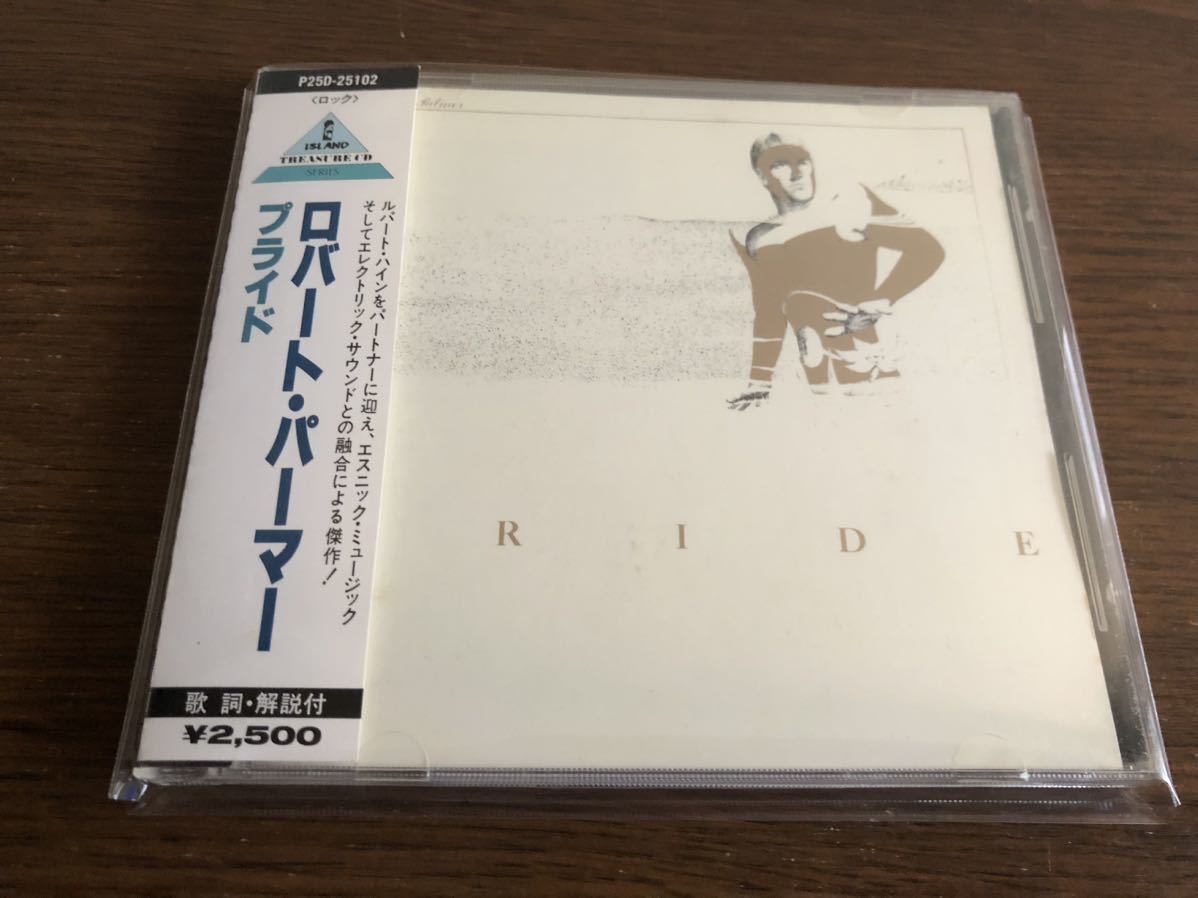 P25D-25102
〈ロック〉
ISLAND
TREASURE CD
SERIES
ロバート・パーマー
プライド
ルパート・ハインをパートナーに迎え、エスニック・ミュージック
そしてエレクトリック・サウンドとの融合による傑作!
歌詞・解説付
¥2,500
R I D E